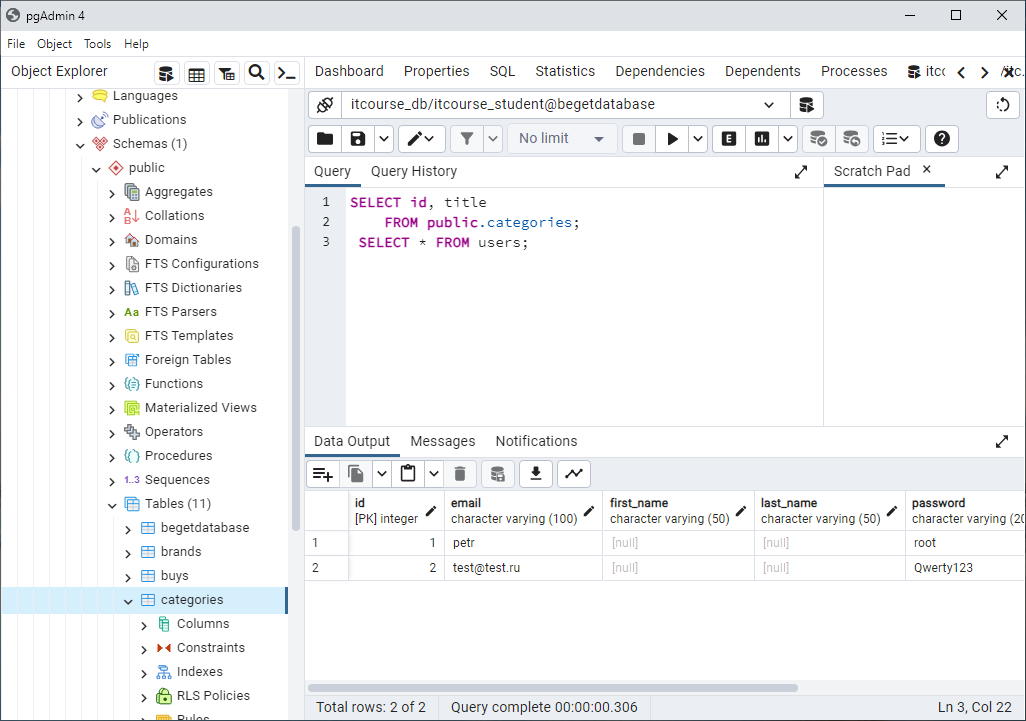 pgAdmin 4
File Object Tools Help
Object Explorer
Dashboard Properties SQL Statistics Dependencies Dependents Processes
itcourse_db/itcourse_student@begetdatabase
No limit
Query Query History
Scratch Pad
1 SELECT id, title
2 FROM public.categories;
3 SELECT * FROM users;
Languages
Publications
Schemas (1)
public
Aggregates
Collations
Domains
FTS Configurations
FTS Dictionaries
Aa FTS Parsers
FTS Templates
Foreign Tables
Functions
Materialized Views
Operators
Procedures
1..3 Sequences
Tables (11)
begetdatabase
brands
buys
categories
Columns
Constraints
Indexes
RLS Policies
Rules
Data Output Messages Notifications
id email first_name last_name password
[PK] integer character varying (100) character varying (50) character varying (50) character varying (20
1 1 petr [null] [null] root
2 2 test@test.ru [null] [null] Qwerty123
Total rows: 2 of 2 Query complete 00:00:00.306 Ln 3, Col 22